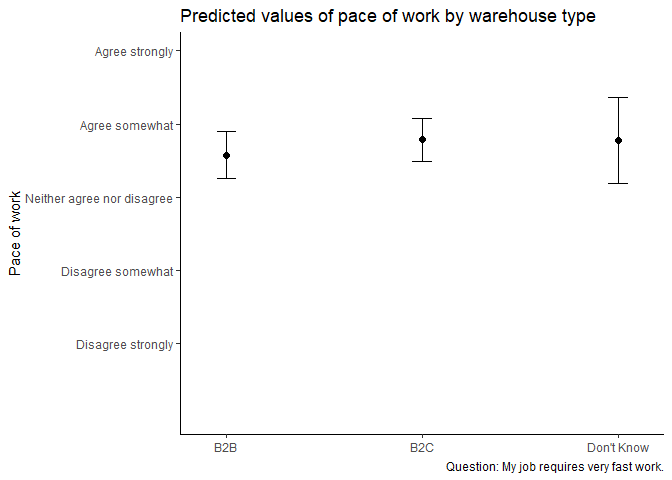 Predicted values of pace of work by warehouse type
Agree strongly
Agree somewhat
Neither agree nor disagree
Disagree somewhat
Disagree strongly
Pace of work
B2B
B2C
Don't Know
Question: My job requires very fast work.